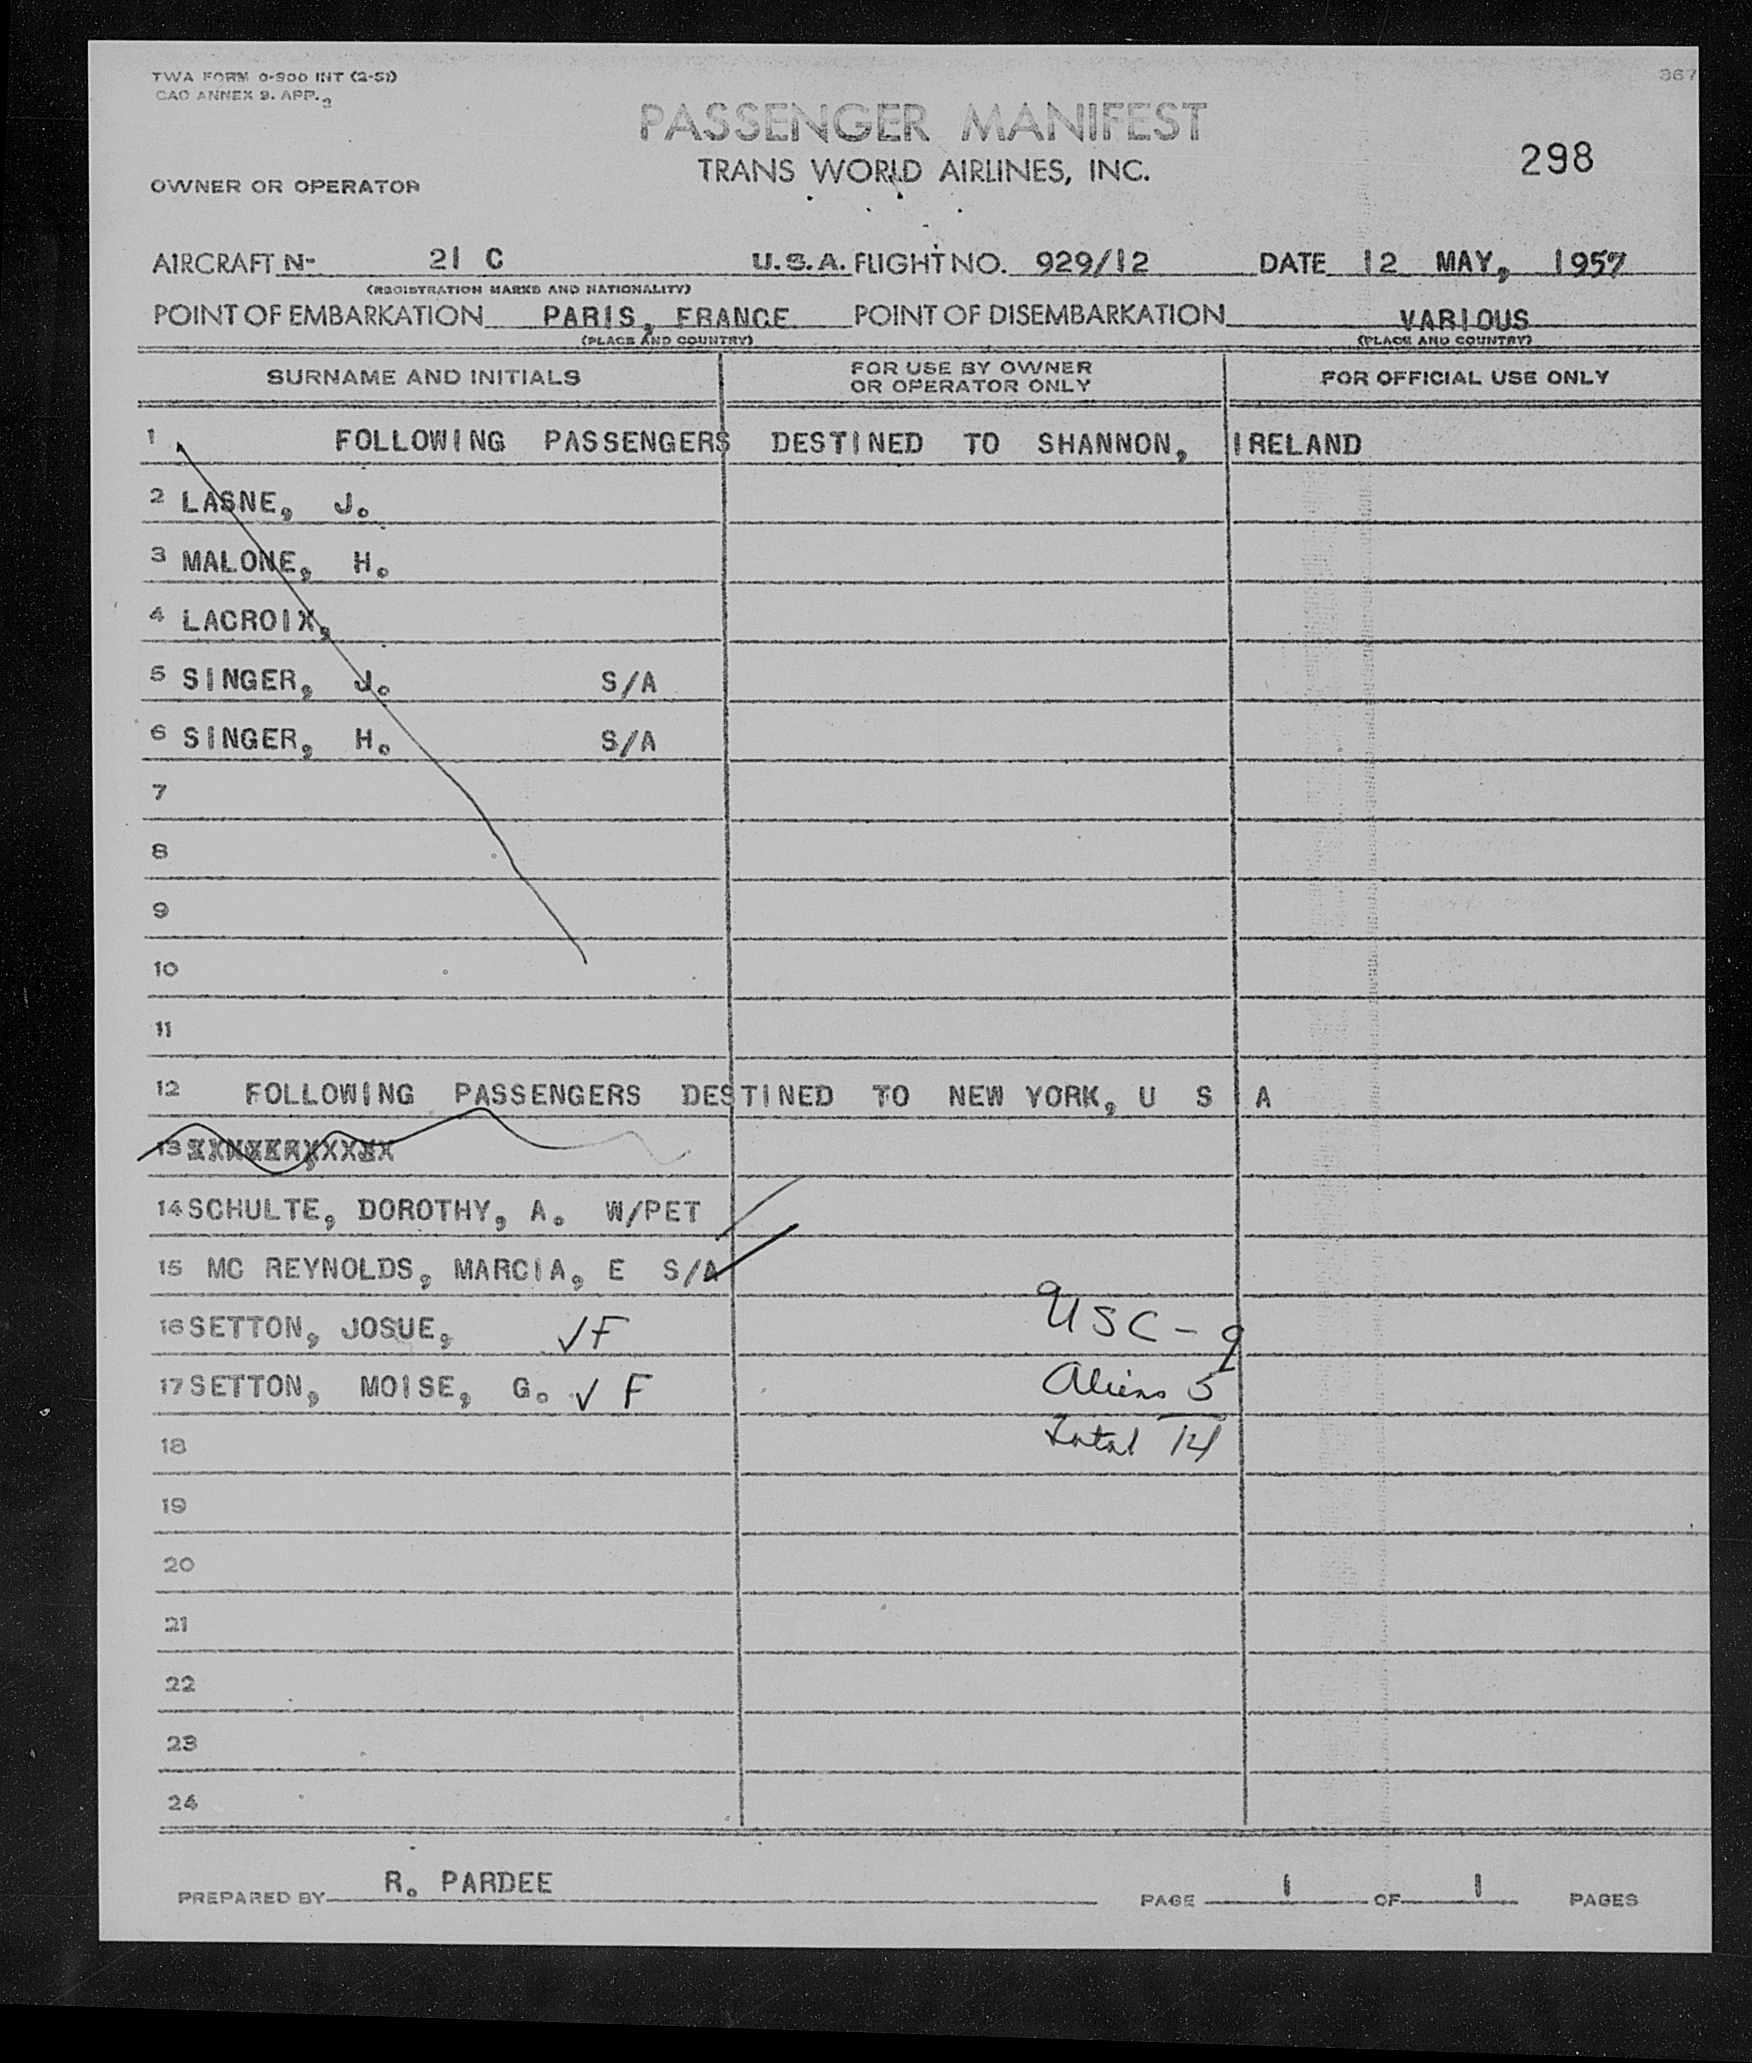 TWA FORM 0-900 INT (2-51)
CAO ANNEX 9. APP. 3
367
PASSENGER MANIFEST
TRANS WORLD AIRLINES, INC.
298
OWNER OR OPERATOR
AIRCRAFT N- 21 C U.S.A. FLIGHT NO. 929/12 DATE 12 MAY, 1957
(REGISTRATION MARKS AND NATIONALITY)
POINT OF EMBARKATION PARIS, FRANCE POINT OF DISEMBARKATION VARIOUS
(PLACE AND COUNTRY) (PLACE AND COUNTRY)
SURNAME AND INITIALS FOR USE BY OWNER OR OPERATOR ONLY FOR OFFICIAL USE ONLY
1 FOLLOWING PASSENGERS DESTINED TO SHANNON, IRELAND
2 LASNE, J.
3 MALONE, H.
4 LACROIX,
5 SINGER, J. S/A
6 SINGER, H. S/A
7
8
9
10
11
12 FOLLOWING PASSENGERS DESTINED TO NEW YORK, U S A
13
14 SCHULTE, DOROTHY, A. W/PET
15 MC REYNOLDS, MARCIA, E S/A
16 SETTON, JOSUE, ✓ F USC - 9
17 SETTON, MOISE, G. ✓ F Aliens 5
18 Total 14
19
20
21
22
23
24
PREPARED BY R. PARDEE PAGE 1 OF 1 PAGES